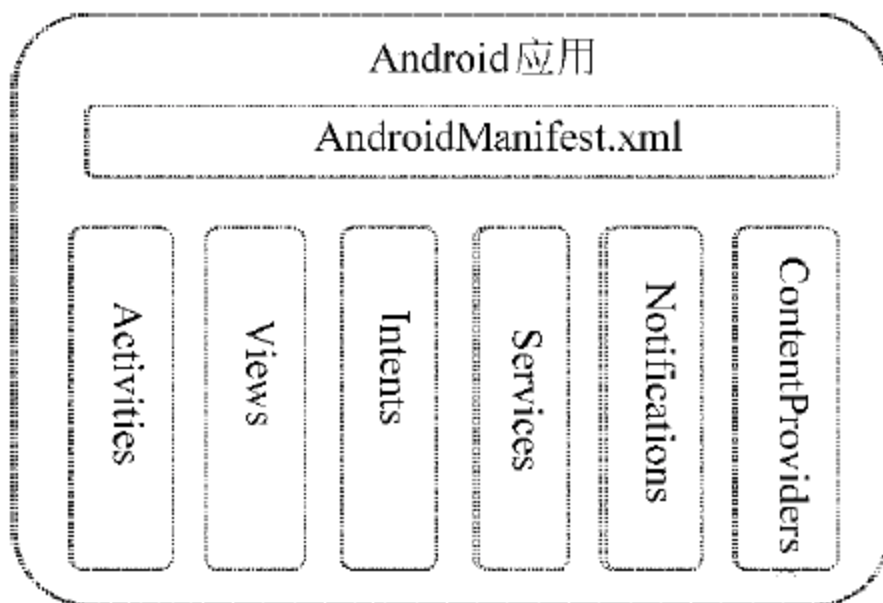 Android应用
AndroidManifest.xml
Activities
Views
Intents
Services
Notifications
ContentProviders